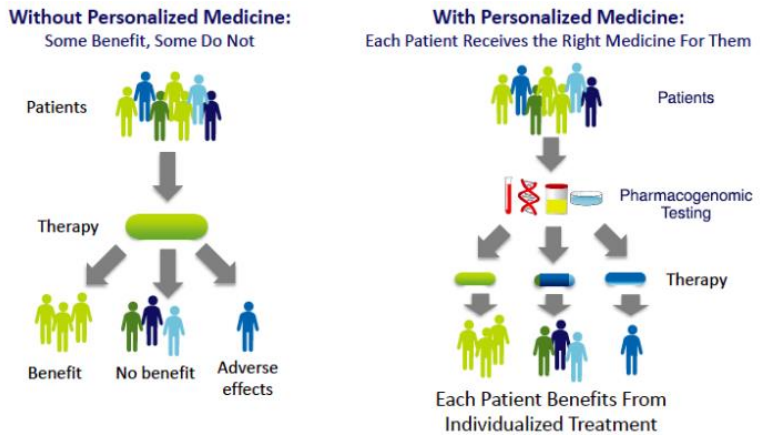 Without Personalized Medicine:
Some Benefit, Some Do Not
Patients
Therapy
Benefit
No benefit
Adverse
effects
With Personalized Medicine:
Each Patient Receives the Right Medicine For Them
Patients
Pharmacogenomic
Testing
Therapy
Each Patient Benefits From
Individualized Treatment